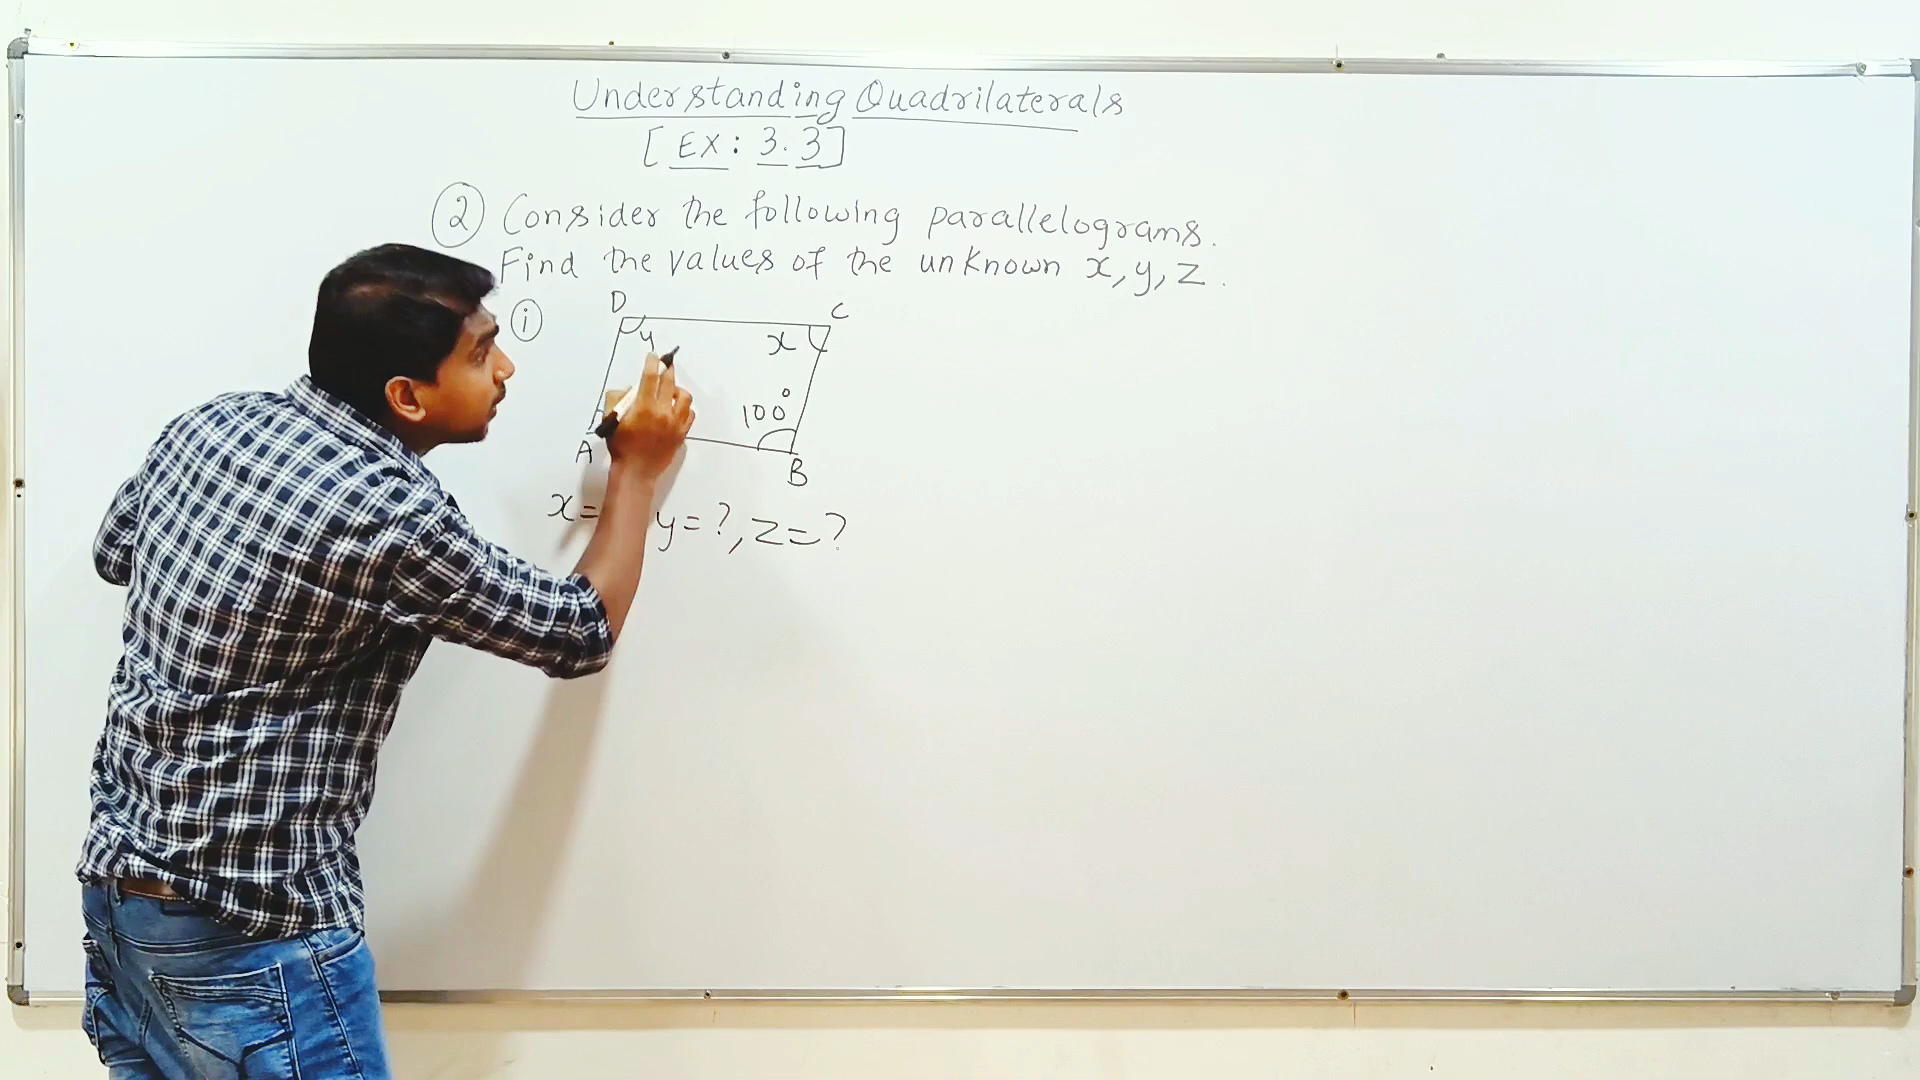 Understanding Quadrilaterals
[EX: 3.3]
② Consider the following parallelograms.
Find the values of the unknown x, y, z.
i
D C
y x
100°
A B
x= y=?, z=?